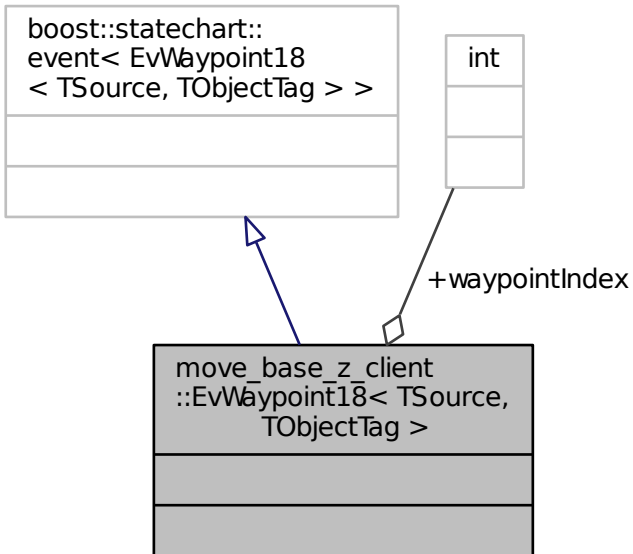 boost::statechart::
event< EvWaypoint18
< TSource, TObjectTag > >
int
+waypointIndex
move_base_z_client
::EvWaypoint18< TSource,
TObjectTag >